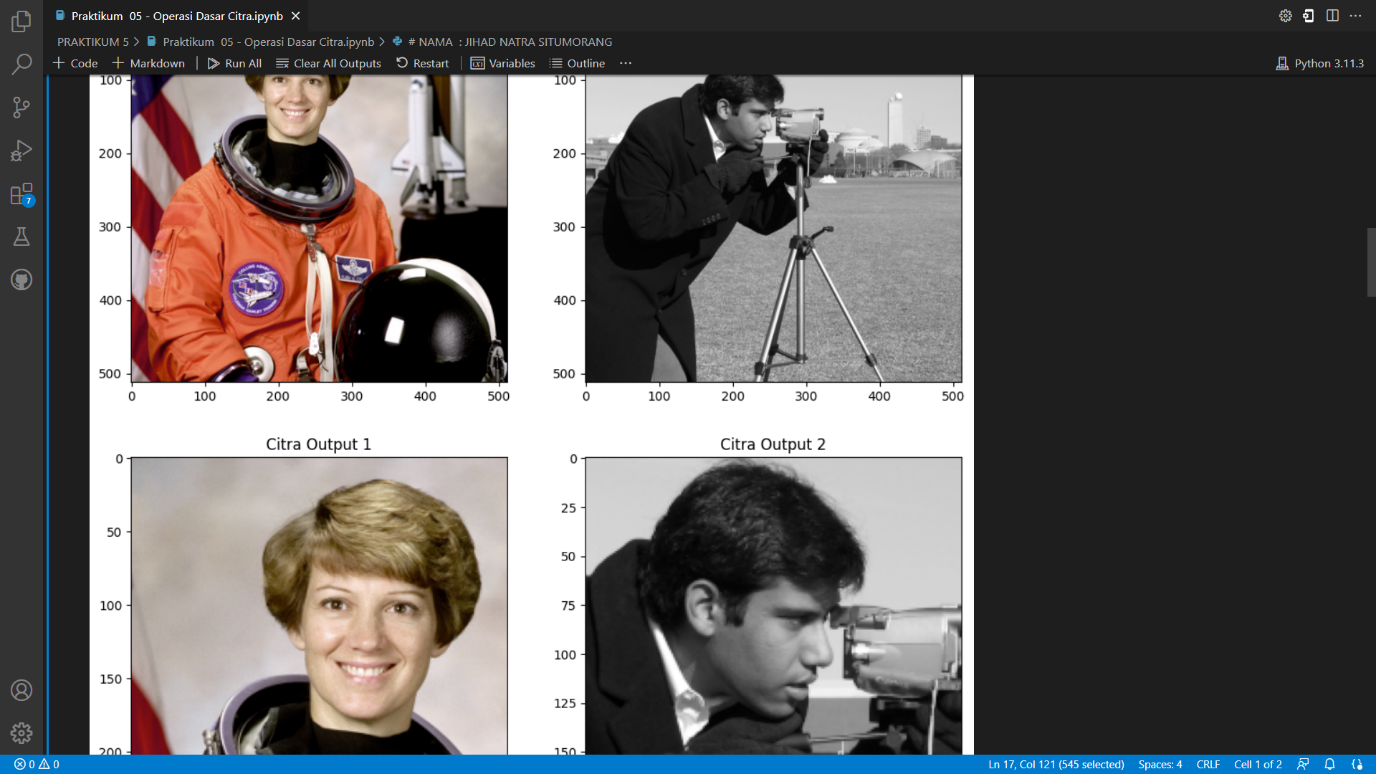 Praktikum 05 - Operasi Dasar Citra.ipynb
PRAKTIKUM 5 > Praktikum 05 - Operasi Dasar Citra.ipynb > # NAMA : JIHAD NATRA SITUMORANG
+ Code + Markdown Run All Clear All Outputs Restart Variables Outline ... Python 3.11.3
100 100
200 200
300 300
400 400
500 500
0 100 200 300 400 500 0 100 200 300 400 500
Citra Output 1 Citra Output 2
0 0
25
50
50
75
100
100
150
125
200 150
7
0 0 Ln 17, Col 121 (545 selected) Spaces: 4 CRLF Cell 1 of 2